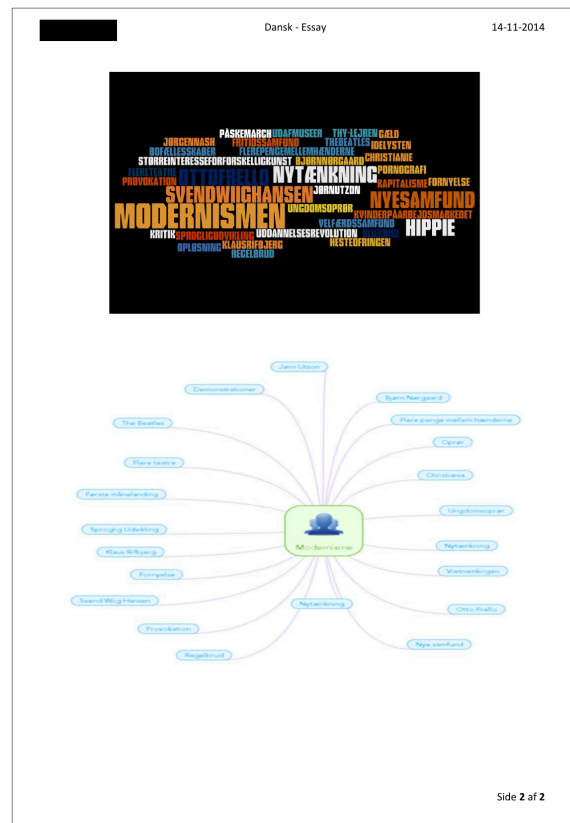 Dansk - Essay 14-11-2014
PÅSKEMARCH UDAFMUSEER THY-LEJREN GÆLD
JØRGENNASH FRITIDSSAMFUND THEBEATLES IDELYSTEN
BOFÆLLESSKABER FLEREPENGEMELLEMHÆNDERNE
STØRREINTERESSEFORFORSKELLIGKUNST BJØRNNØRGAARD CHRISTIANIE
FLERETEATRE OTTOFRELLO NYTÆNKNING PORNOGRAFI
PROVOKATION KAPITALISME FORNYELSE
SVENDWIIGHANSEN JØRNUTZON NYESAMFUND
MODERNISMEN UNGDOMSOPRØR KVINDERPÅARBEJDSMARKEDET
VELFÆRDSSAMFUND HIPPIE
KRITIK SPROGLIGUDVIKLING UDDANNELSESREVOLUTION OLIEKRISE
OPLØSNING KLAUSRIFBJERG HESTEOFRINGEN
REGELBRUD
Jørn Utzon
Demonstrationer
Bjørn Nørgaard
Flere penge mellem hænderne
The Beatles
Oprør
Flere teatre
Christiania
Første månelanding
Ungdomsoprør
Sproglig Udvikling
Modernisme
Nytænkning
Klaus Rifbjerg
Vietnamkrigen
Fornyelse
Svend Wiig Hansen
Nytænkning
Otto Frello
Provokation
Nye samfund
Regelbrud
Side 2 af 2